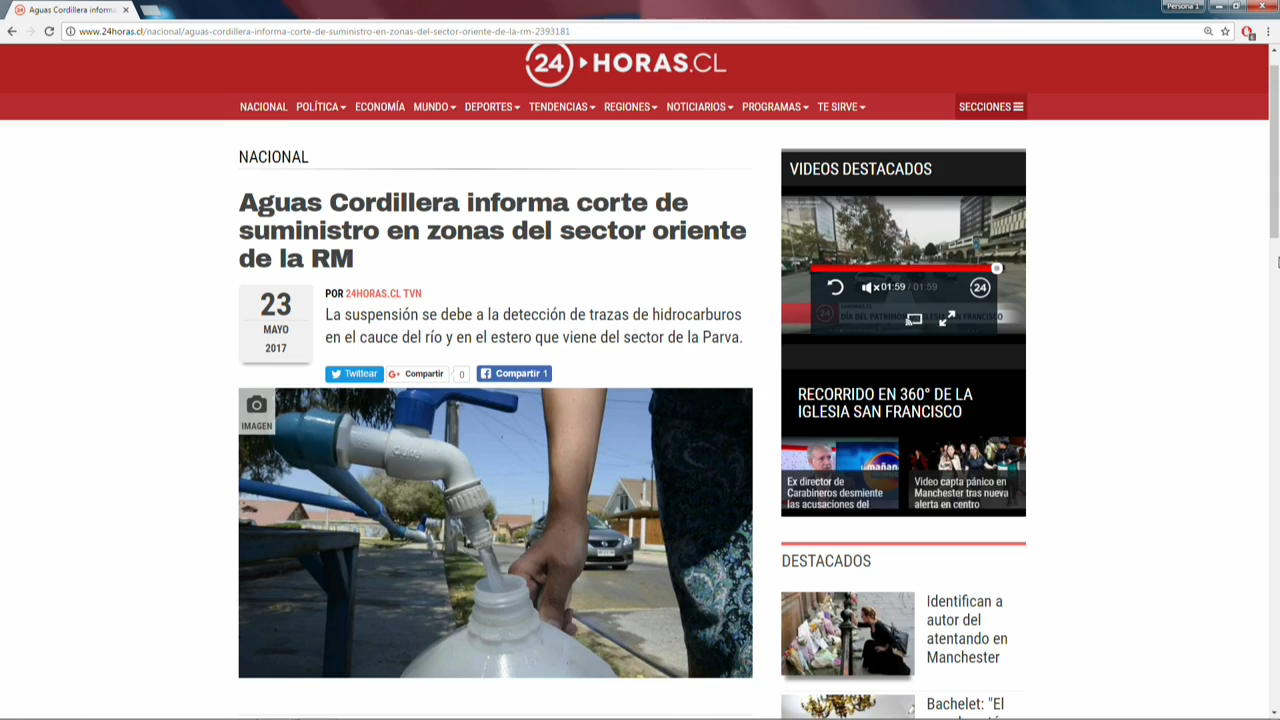 Aguas Cordillera informa
Persona 1
www.24horas.cl/nacional/aguas-cordillera-informa-corte-de-suministro-en-zonas-del-sector-oriente-de-la-rm-2393181
24 HORAS.CL
NACIONAL POLÍTICA ECONOMÍA MUNDO DEPORTES TENDENCIAS REGIONES NOTICIARIOS PROGRAMAS TE SIRVE SECCIONES
NACIONAL
Aguas Cordillera informa corte de
suministro en zonas del sector oriente
de la RM
23
MAYO
2017
POR 24HORAS.CL TVN
La suspensión se debe a la detección de trazas de hidrocarburos
en el cauce del río y en el estero que viene del sector de la Parva.
Twittear
G+ Compartir
0
Compartir 1
IMAGEN
VIDEOS DESTACADOS
01:59 / 01:59
24
RECORRIDO EN 360° DE LA
IGLESIA SAN FRANCISCO
mañan
Ex director de
Carabineros desmiente
las acusaciones del
Video capta pánico en
Manchester tras nueva
alerta en centro
DESTACADOS
Identifican a
autor del
atentando en
Manchester
Bachelet: "El